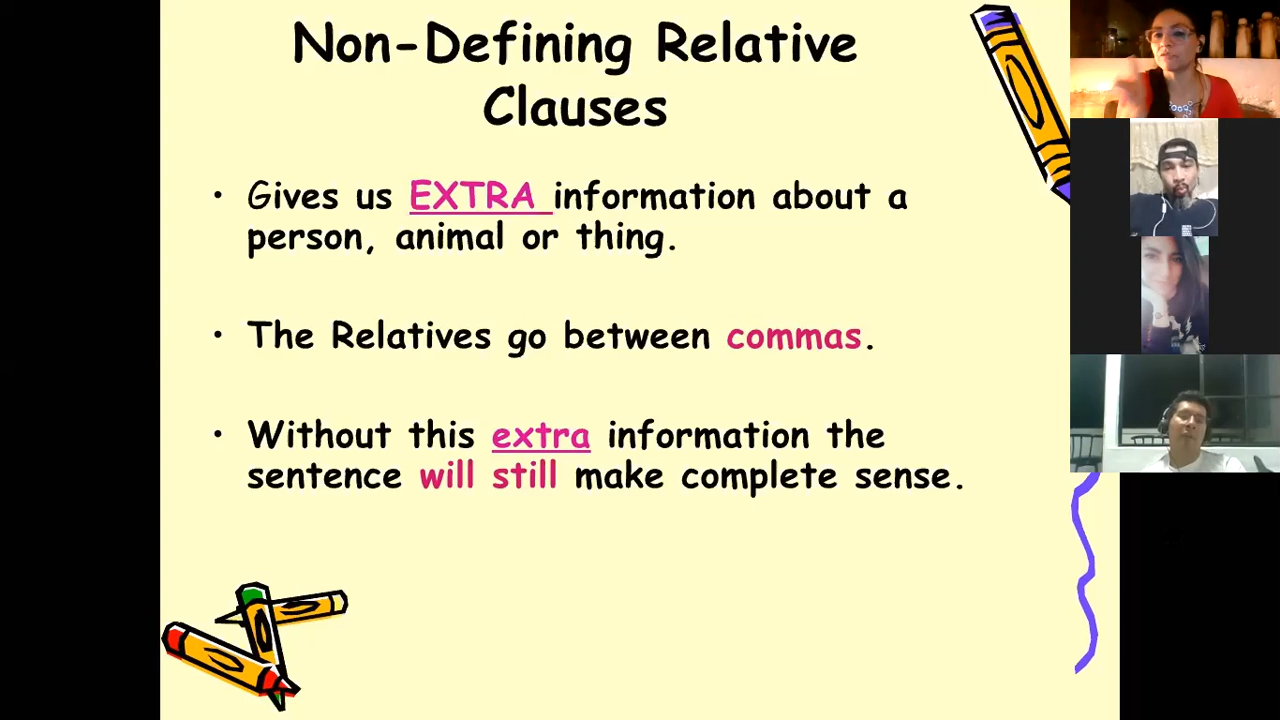 Non-Defining Relative
Clauses
• Gives us EXTRA information about a
person, animal or thing.
• The Relatives go between commas.
• Without this extra information the
sentence will still make complete sense.